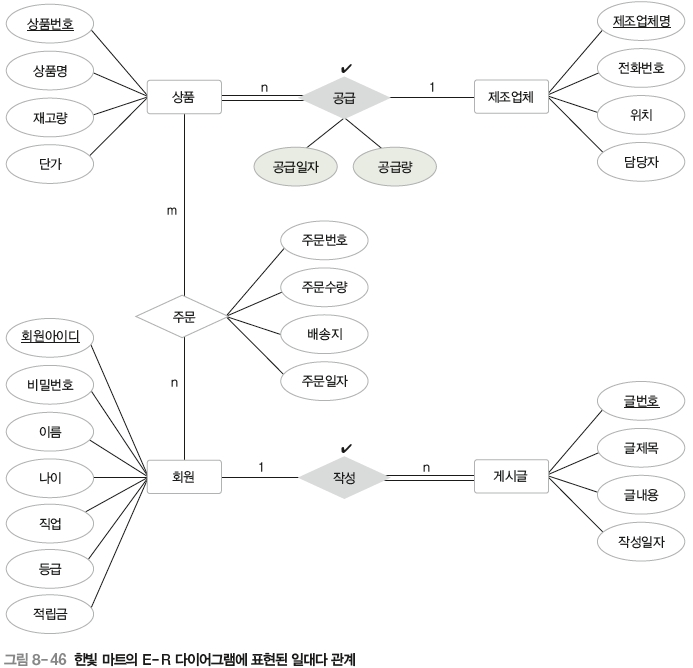 상품번호
상품명
재고량
단가
상품
n
✔
공급
1
제조업체
제조업체명
전화번호
위치
담당자
공급일자
공급량
m
주문
주문번호
주문수량
배송지
주문일자
n
회원아이디
비밀번호
이름
나이
직업
등급
적립금
회원
1
✔
작성
n
게시글
글번호
글제목
글내용
작성일자
그림 8-46 한빛 마트의 E-R 다이어그램에 표현된 일대다 관계